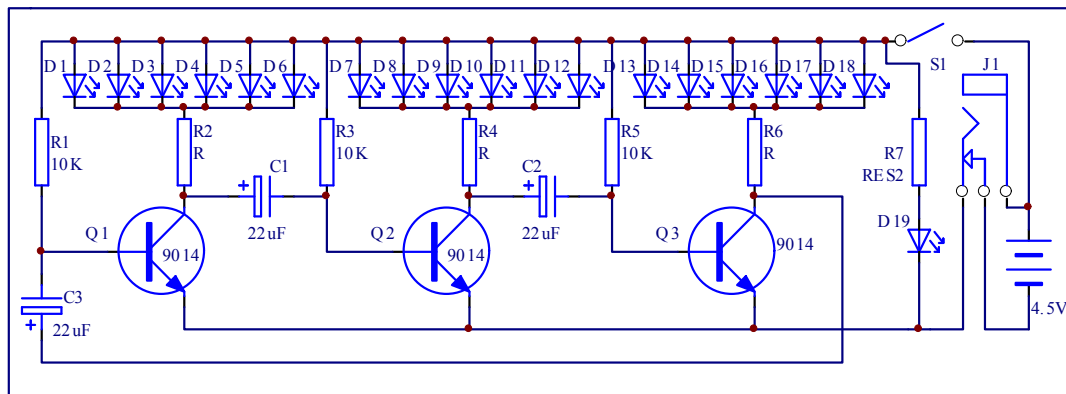 S1
J1
D1 D2 D3 D4 D5 D6 D7 D8 D9 D10 D11 D12 D13 D14 D15 D16 D17 D18
R1
10K
R2
R
R3
10K
R4
R
R5
10K
R6
R
R7
RES2
C1
+
22uF
C2
+
22uF
Q1
9014
Q2
9014
Q3
9014
D19
C3
+
22uF
4.5V